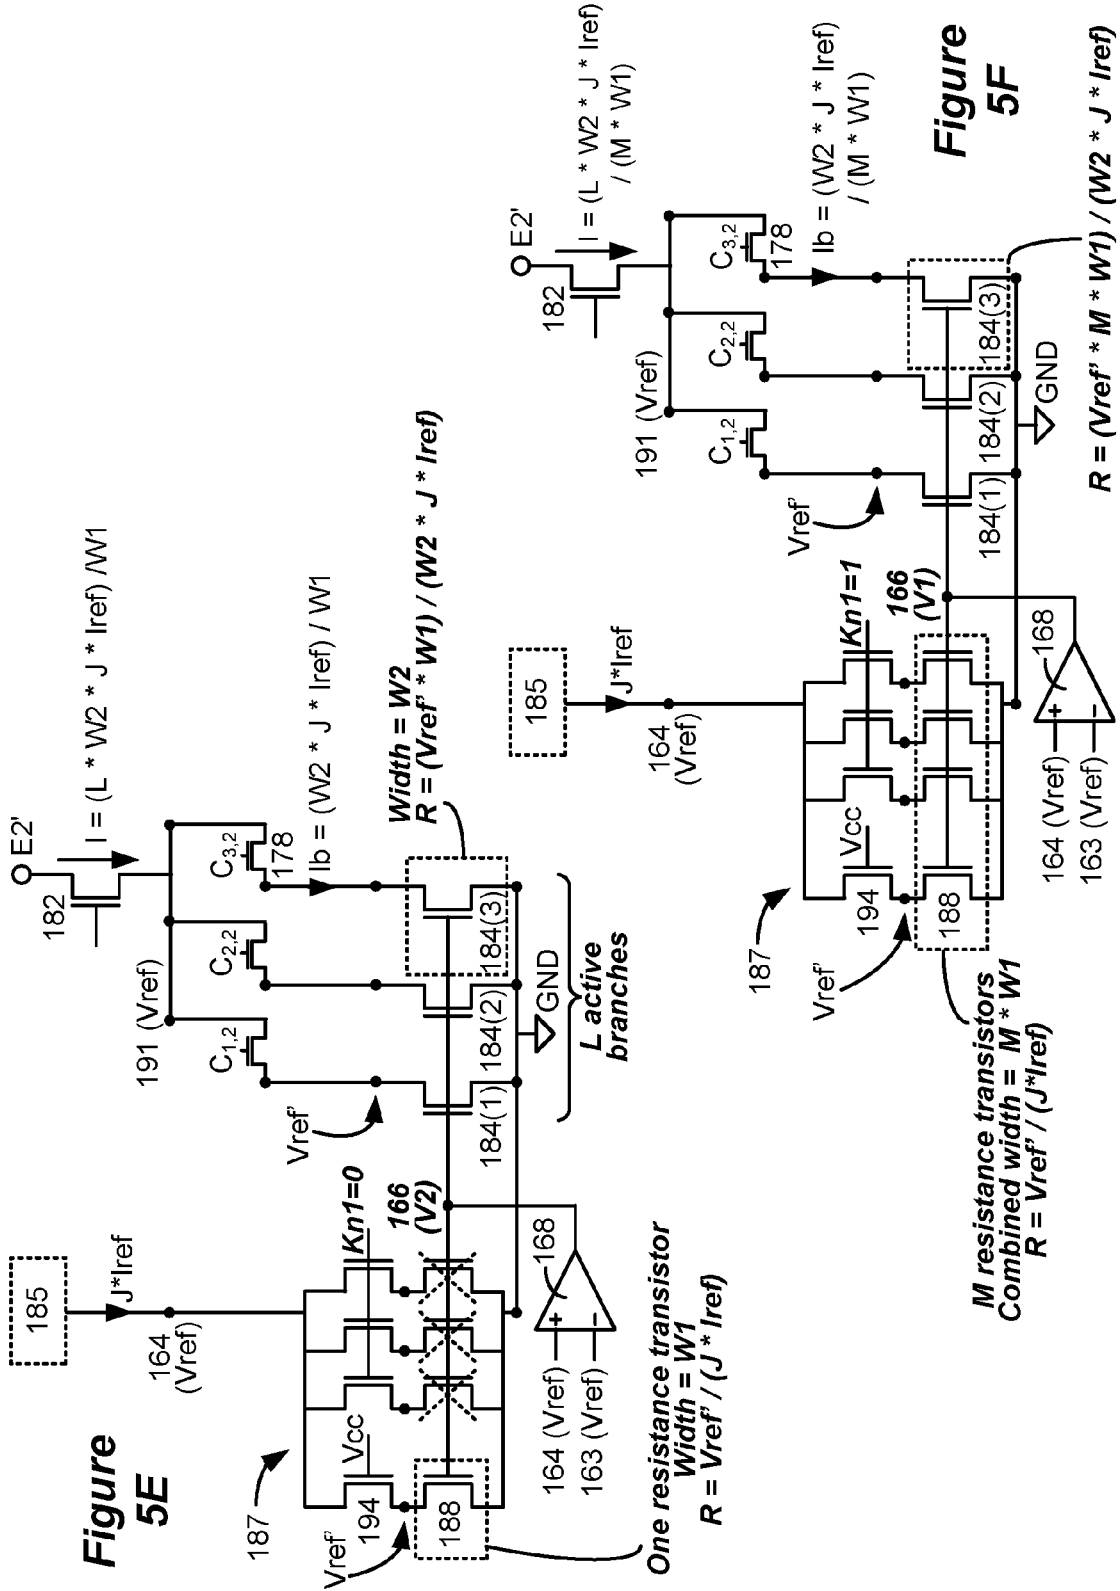 Figure
5E
185
J*Iref
164
(Vref)
187
Vcc
Kn1=0
194
Vref'
188
166
(V2)
168
164 (Vref)
163 (Vref)
+
–
One resistance transistor
Width = W1
R = Vref' / (J * Iref)
E2'
182
I = (L * W2 * J * Iref) /W1
191 (Vref)
C1,2
C2,2
C3,2
178
Ib = (W2 * J * Iref) / W1
Vref'
184(1)
184(2)
184(3)
GND
L active
branches
Width = W2
R = (Vref' * W1) / (W2 * J * Iref)
Figure
5F
185
J*Iref
164
(Vref)
187
Vcc
Kn1=1
194
Vref'
188
166
(V1)
168
164 (Vref)
163 (Vref)
+
–
M resistance transistors
Combined width = M * W1
R = Vref' / (J*Iref)
E2'
182
I = (L * W2 * J * Iref)
/ (M * W1)
191 (Vref)
C1,2
C2,2
C3,2
178
Ib = (W2 * J * Iref)
/ (M * W1)
Vref'
184(1)
184(2)
184(3)
GND
R = (Vref' * M * W1) / (W2 * J * Iref)